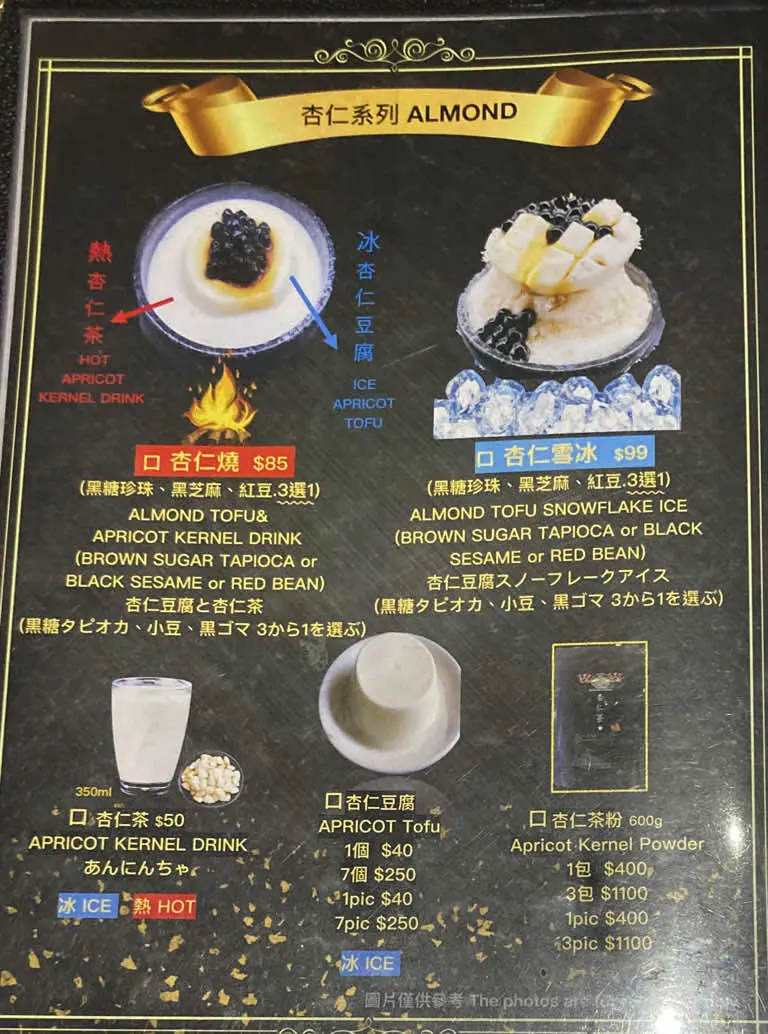 杏仁系列 ALMOND
熱杏仁茶
HOT
APRICOT
KERNEL DRINK
冰杏仁豆腐
ICE
APRICOT
TOFU
口 杏仁燒 $85
(黑糖珍珠、黑芝麻、紅豆.3選1)
ALMOND TOFU&
APRICOT KERNEL DRINK
(BROWN SUGAR TAPIOCA or
BLACK SESAME or RED BEAN)
杏仁豆腐と杏仁茶
(黒糖タピオカ、小豆、黒ゴマ 3から1を選ぶ)
口 杏仁雪冰 $99
(黑糖珍珠、黑芝麻、紅豆.3選1)
ALMOND TOFU SNOWFLAKE ICE
(BROWN SUGAR TAPIOCA or BLACK
SESAME or RED BEAN)
杏仁豆腐スノーフレークアイス
(黒糖タピオカ、小豆、黒ゴマ 3から1を選ぶ)
350ml
口 杏仁茶 $50
APRICOT KERNEL DRINK
あんにんちゃ
冰 ICE 熱 HOT
口杏仁豆腐
APRICOT Tofu
1個 $40
7個 $250
1pic $40
7pic $250
冰 ICE
杏仁茶
口 杏仁茶粉 600g
Apricot Kernel Powder
1包 $400
3包 $1100
1pic $400
3pic $1100
圖片僅供參考 The photos are